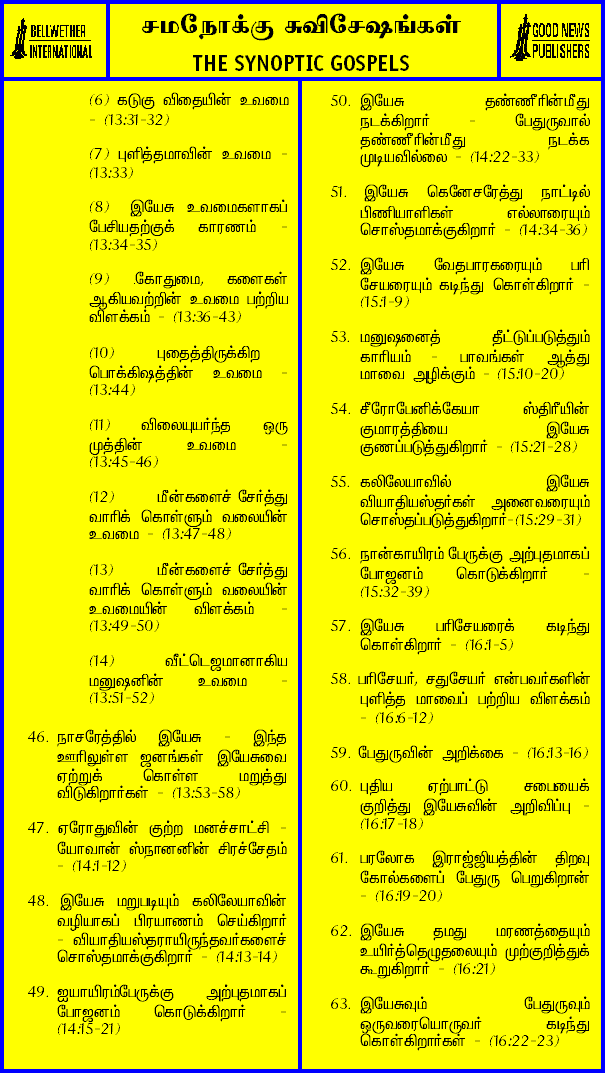 BELLWETHER
INTERNATIONAL
சமநோக்கு சுவிசேஷங்கள்
THE SYNOPTIC GOSPELS
GOOD NEWS
PUBLISHERS
(6) கடுகு விதையின் உவமை
- (13:31-32)
(7) புளித்தமாவின் உவமை -
(13:33)
(8) இயேசு உவமைகளாகப்
பேசியதற்குக் காரணம் -
(13:34-35)
(9) .கோதுமை, களைகள்
ஆகியவற்றின் உவமை பற்றிய
விளக்கம் - (13:36-43)
(10) புதைத்திருக்கிற
பொக்கிஷத்தின் உவமை -
(13:44)
(11) விலையுயர்ந்த ஒரு
முத்தின் உவமை -
(13:45-46)
(12) மீன்களைச் சேர்த்து
வாரிக் கொள்ளும் வலையின்
உவமை - (13:47-48)
(13) மீன்களைச் சேர்த்து
வாரிக் கொள்ளும் வலையின்
உவமையின் விளக்கம் -
(13:49-50)
(14) வீட்டெஜமானாகிய
மனுஷனின் உவமை -
(13:51-52)
46. நாசரேத்தில் இயேசு - இந்த
ஊரிலுள்ள ஜனங்கள் இயேசுவை
ஏற்றுக் கொள்ள மறுத்து
விடுகிறார்கள் - (13:53-58)
47. ஏரோதுவின் குற்ற மனச்சாட்சி -
யோவான் ஸ்நானனின் சிரச்சேதம்
- (14:1-12)
48. இயேசு மறுபடியும் கலிலேயாவின்
வழியாகப் பிரயாணம் செய்கிறார்
- வியாதியஸ்தராயிருந்தவர்களைச்
சொஸ்தமாக்குகிறார் - (14:13-14)
49. ஐயாயிரம்பேருக்கு அற்புதமாகப்
போஜனம் கொடுக்கிறார் -
(14:15-21)
50. இயேசு தண்ணீரின்மீது
நடக்கிறார் - பேதுருவால்
தண்ணீரின்மீது நடக்க
முடியவில்லை - (14:22-33)
51. இயேசு கெனேசரேத்து நாட்டில்
பிணியாளிகள் எல்லாரையும்
சொஸ்தமாக்குகிறார் - (14:34-36)
52. இயேசு வேதபாரகரையும் பரி
சேயரையும் கடிந்து கொள்கிறார் -
(15:1-9)
53. மனுஷனைத் தீட்டுப்படுத்தும்
காரியம் - பாவங்கள் ஆத்து
மாவை அழிக்கும் - (15:10-20)
54. சீரோபேனிக்கேயா ஸ்திரீயின்
குமாரத்தியை இயேசு
குணப்படுத்துகிறார் - (15:21-28)
55. கலிலேயாவில் இயேசு
வியாதியஸ்தர்கள் அனைவரையும்
சொஸ்தப்படுத்துகிறார்-(15:29-31)
56. நான்காயிரம் பேருக்கு அற்புதமாகப்
போஜனம் கொடுக்கிறார் -
(15:32-39)
57. இயேசு பரிசேயரைக் கடிந்து
கொள்கிறார் - (16:1-5)
58. பரிசேயர், சதுசேயர் என்பவர்களின்
புளித்த மாவைப் பற்றிய விளக்கம்
- (16:6-12)
59. பேதுருவின் அறிக்கை - (16:13-16)
60. புதிய ஏற்பாட்டு சபையைக்
குறித்து இயேசுவின் அறிவிப்பு -
(16:17-18)
61. பரலோக இராஜ்ஜியத்தின் திறவு
கோல்களைப் பேதுரு பெறுகிறான்
- (16:19-20)
62. இயேசு தமது மரணத்தையும்
உயிர்த்தெழுதலையும் முற்குறித்துக்
கூறுகிறார் - (16:21)
63. இயேசுவும் பேதுருவும்
ஒருவரையொருவர் கடிந்து
கொள்கிறார்கள் - (16:22-23)